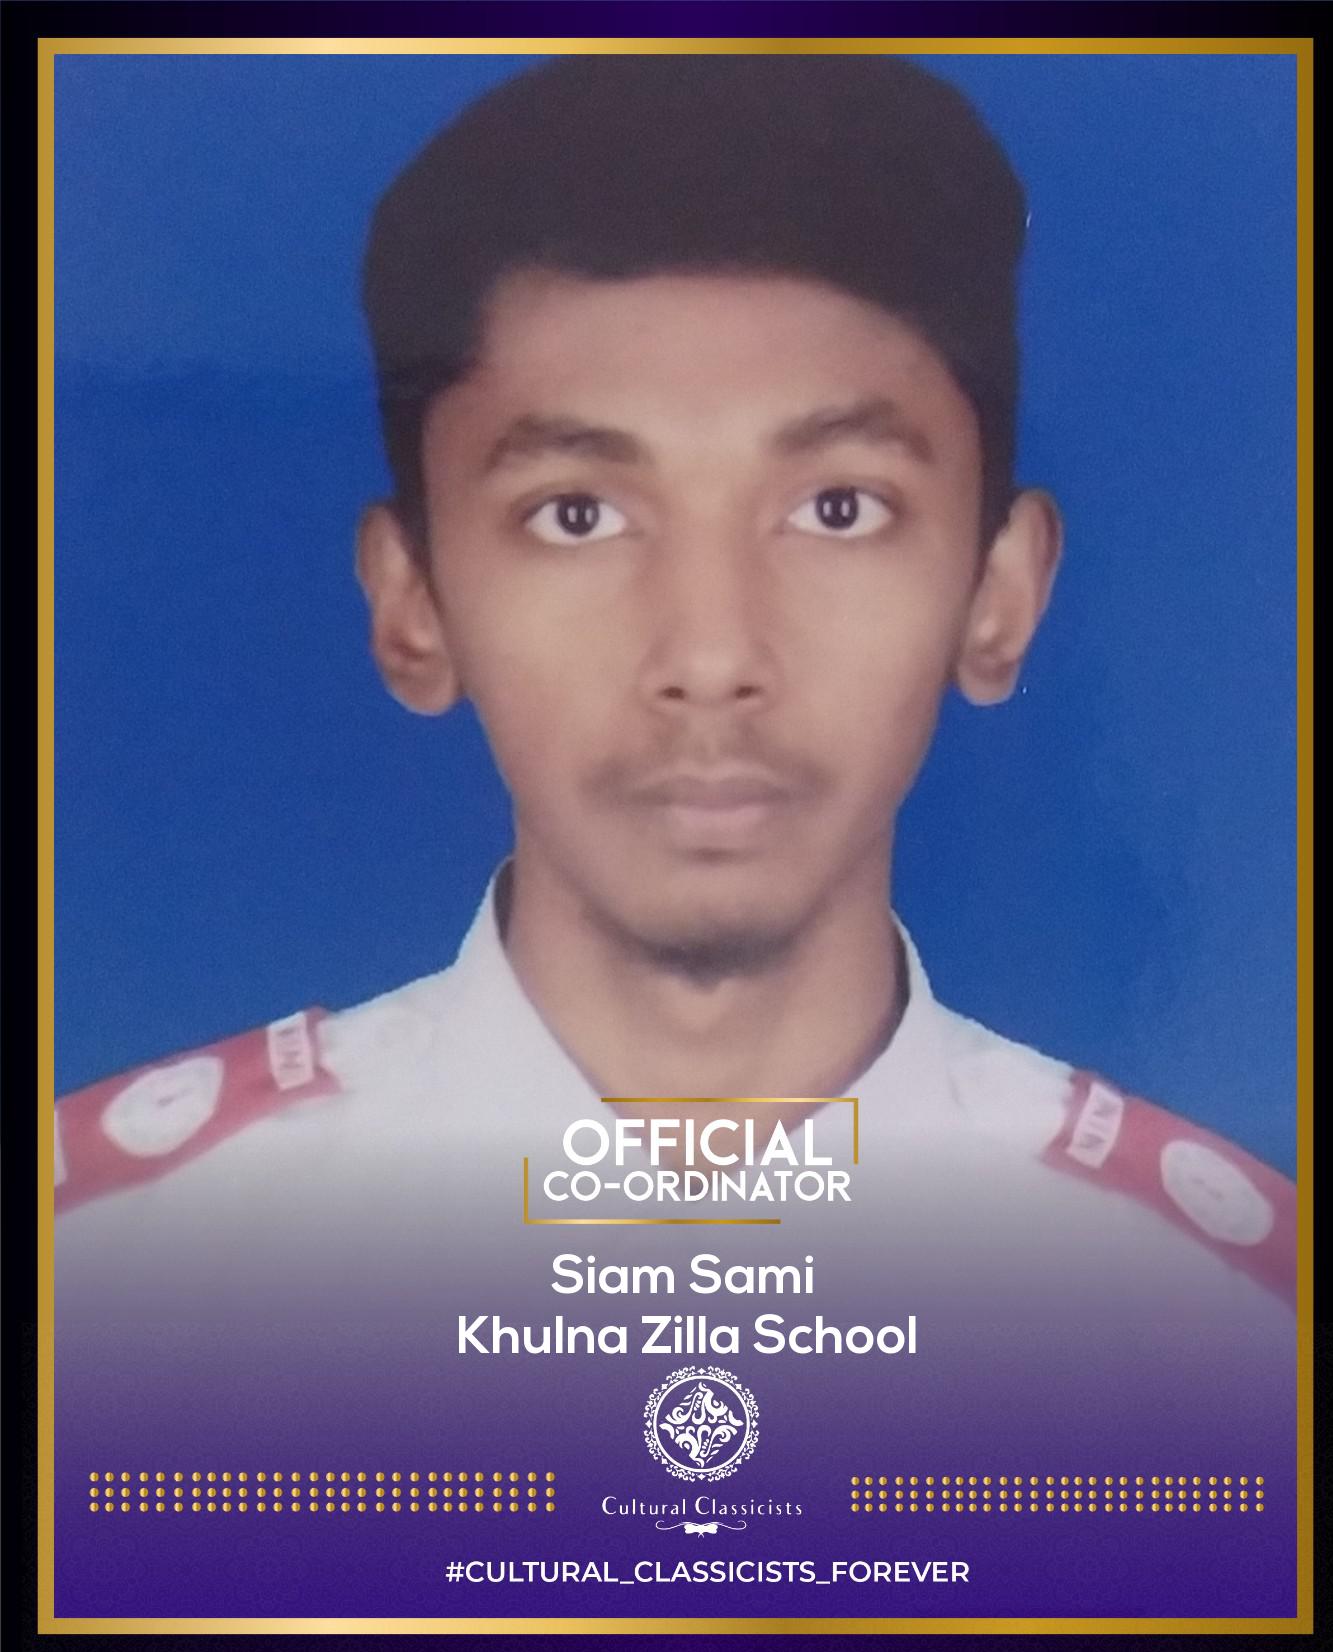 OFFICIAL
CO-ORDINATOR
Siam Sami
Khulna Zilla School
Cultural Classicists
#CULTURAL_CLASSICISTS_FOREVER